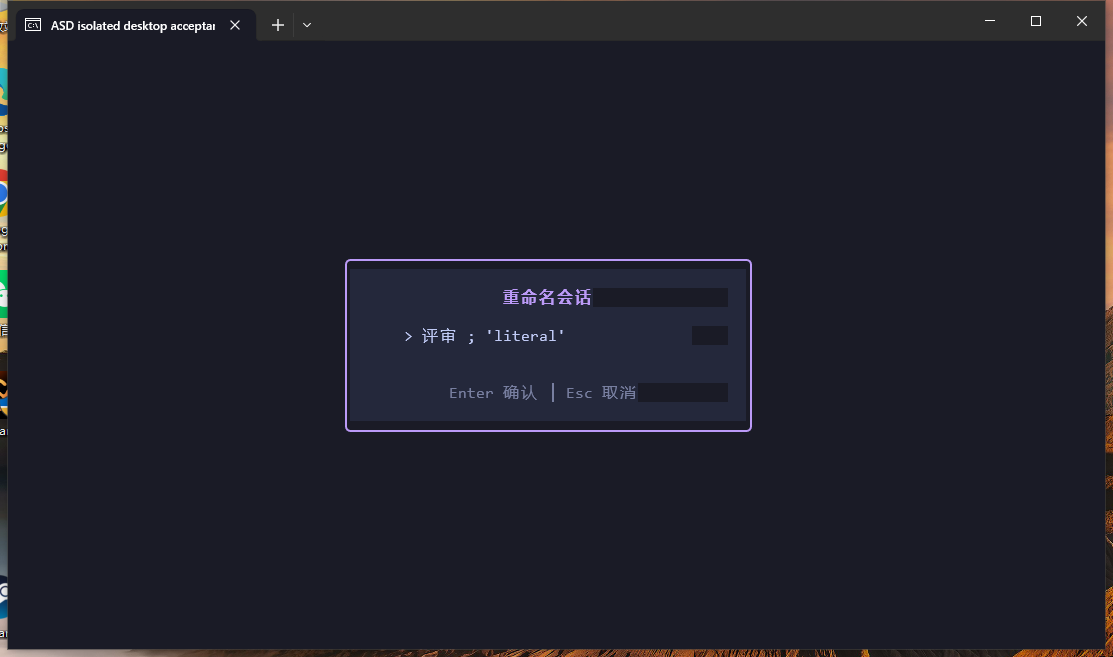 ASD isolated desktop acceptar
重命名会话
> 评审 ; 'literal'
Enter 确认 | Esc 取消